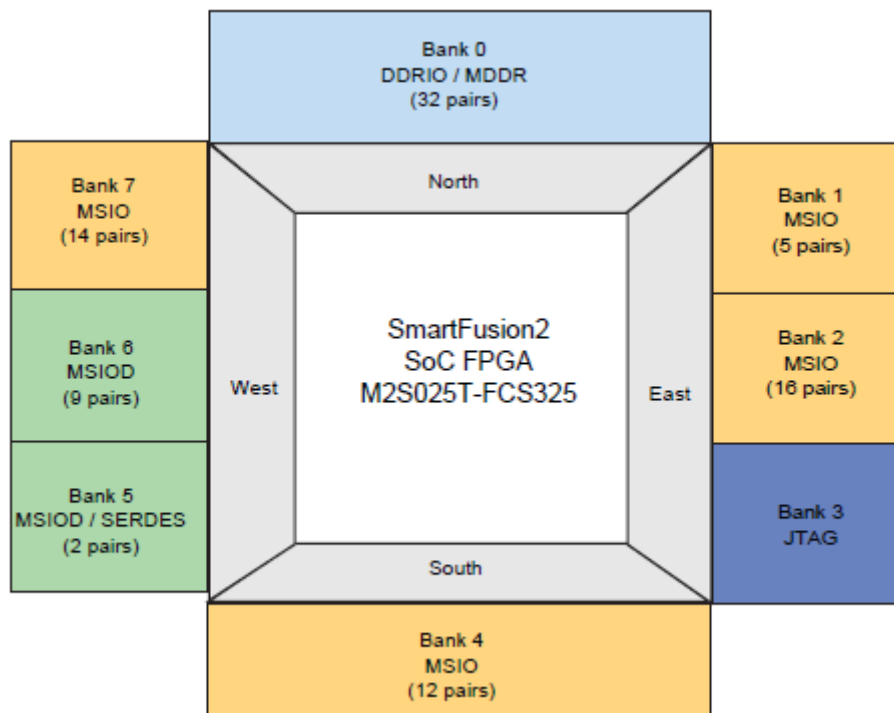 Bank 0
DDRIO / MDDR
(32 pairs)
Bank 7
MSIO
(14 pairs)
North
Bank 1
MSIO
(5 pairs)
Bank 6
MSIOD
(9 pairs)
West
SmartFusion2
SoC FPGA
M2S025T-FCS325
East
Bank 2
MSIO
(16 pairs)
Bank 5
MSIOD / SERDES
(2 pairs)
Bank 3
JTAG
South
Bank 4
MSIO
(12 pairs)